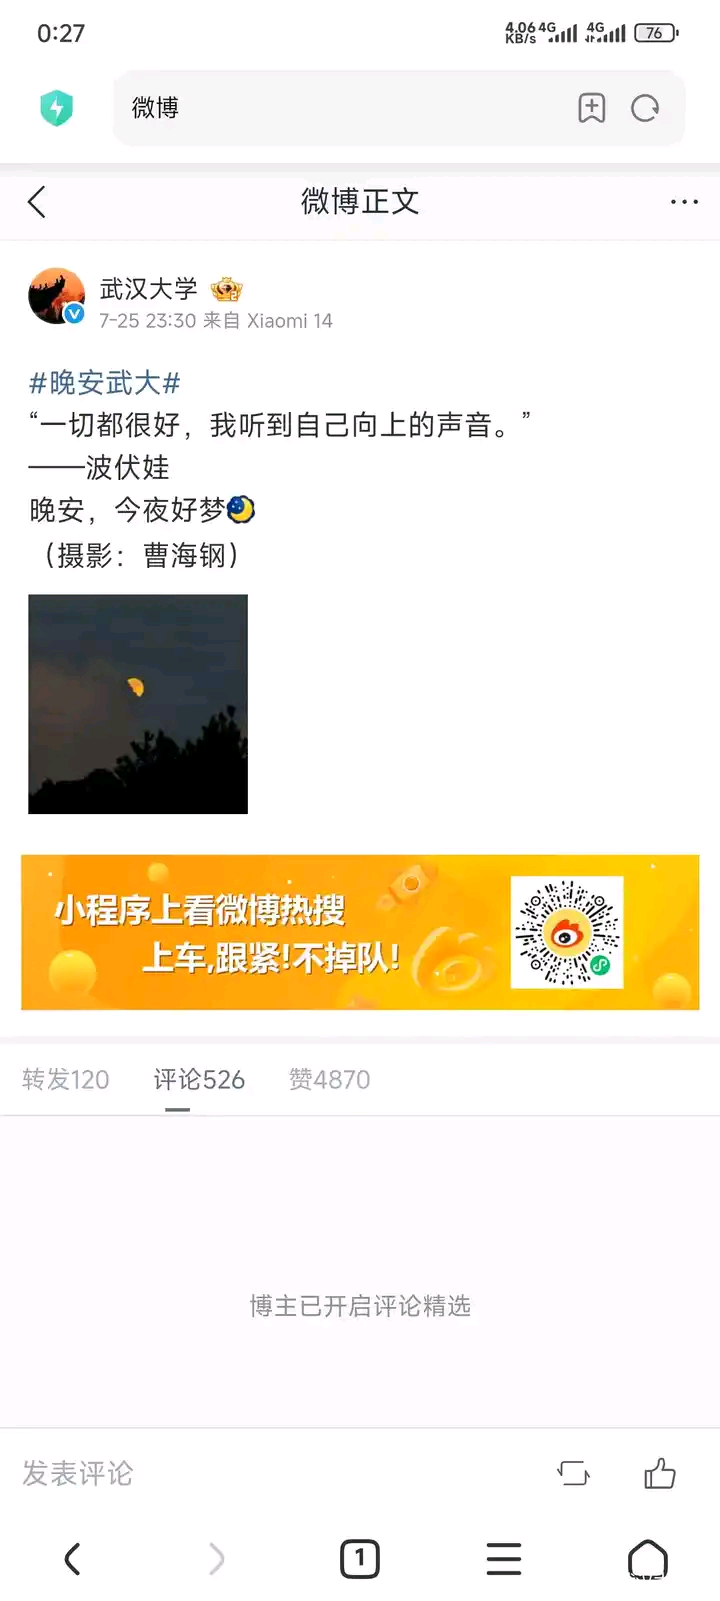 0:27
4.06 KB/s 4G 4G 76
微博
微博正文
武汉大学
7-25 23:30 来自 Xiaomi 14
#晚安武大#
“一切都很好，我听到自己向上的声音。”
——波伏娃
晚安，今夜好梦
（摄影：曹海钢）
小程序上看微博热搜
上车,跟紧!不掉队!
转发120 评论526 赞4870
博主已开启评论精选
发表评论
1